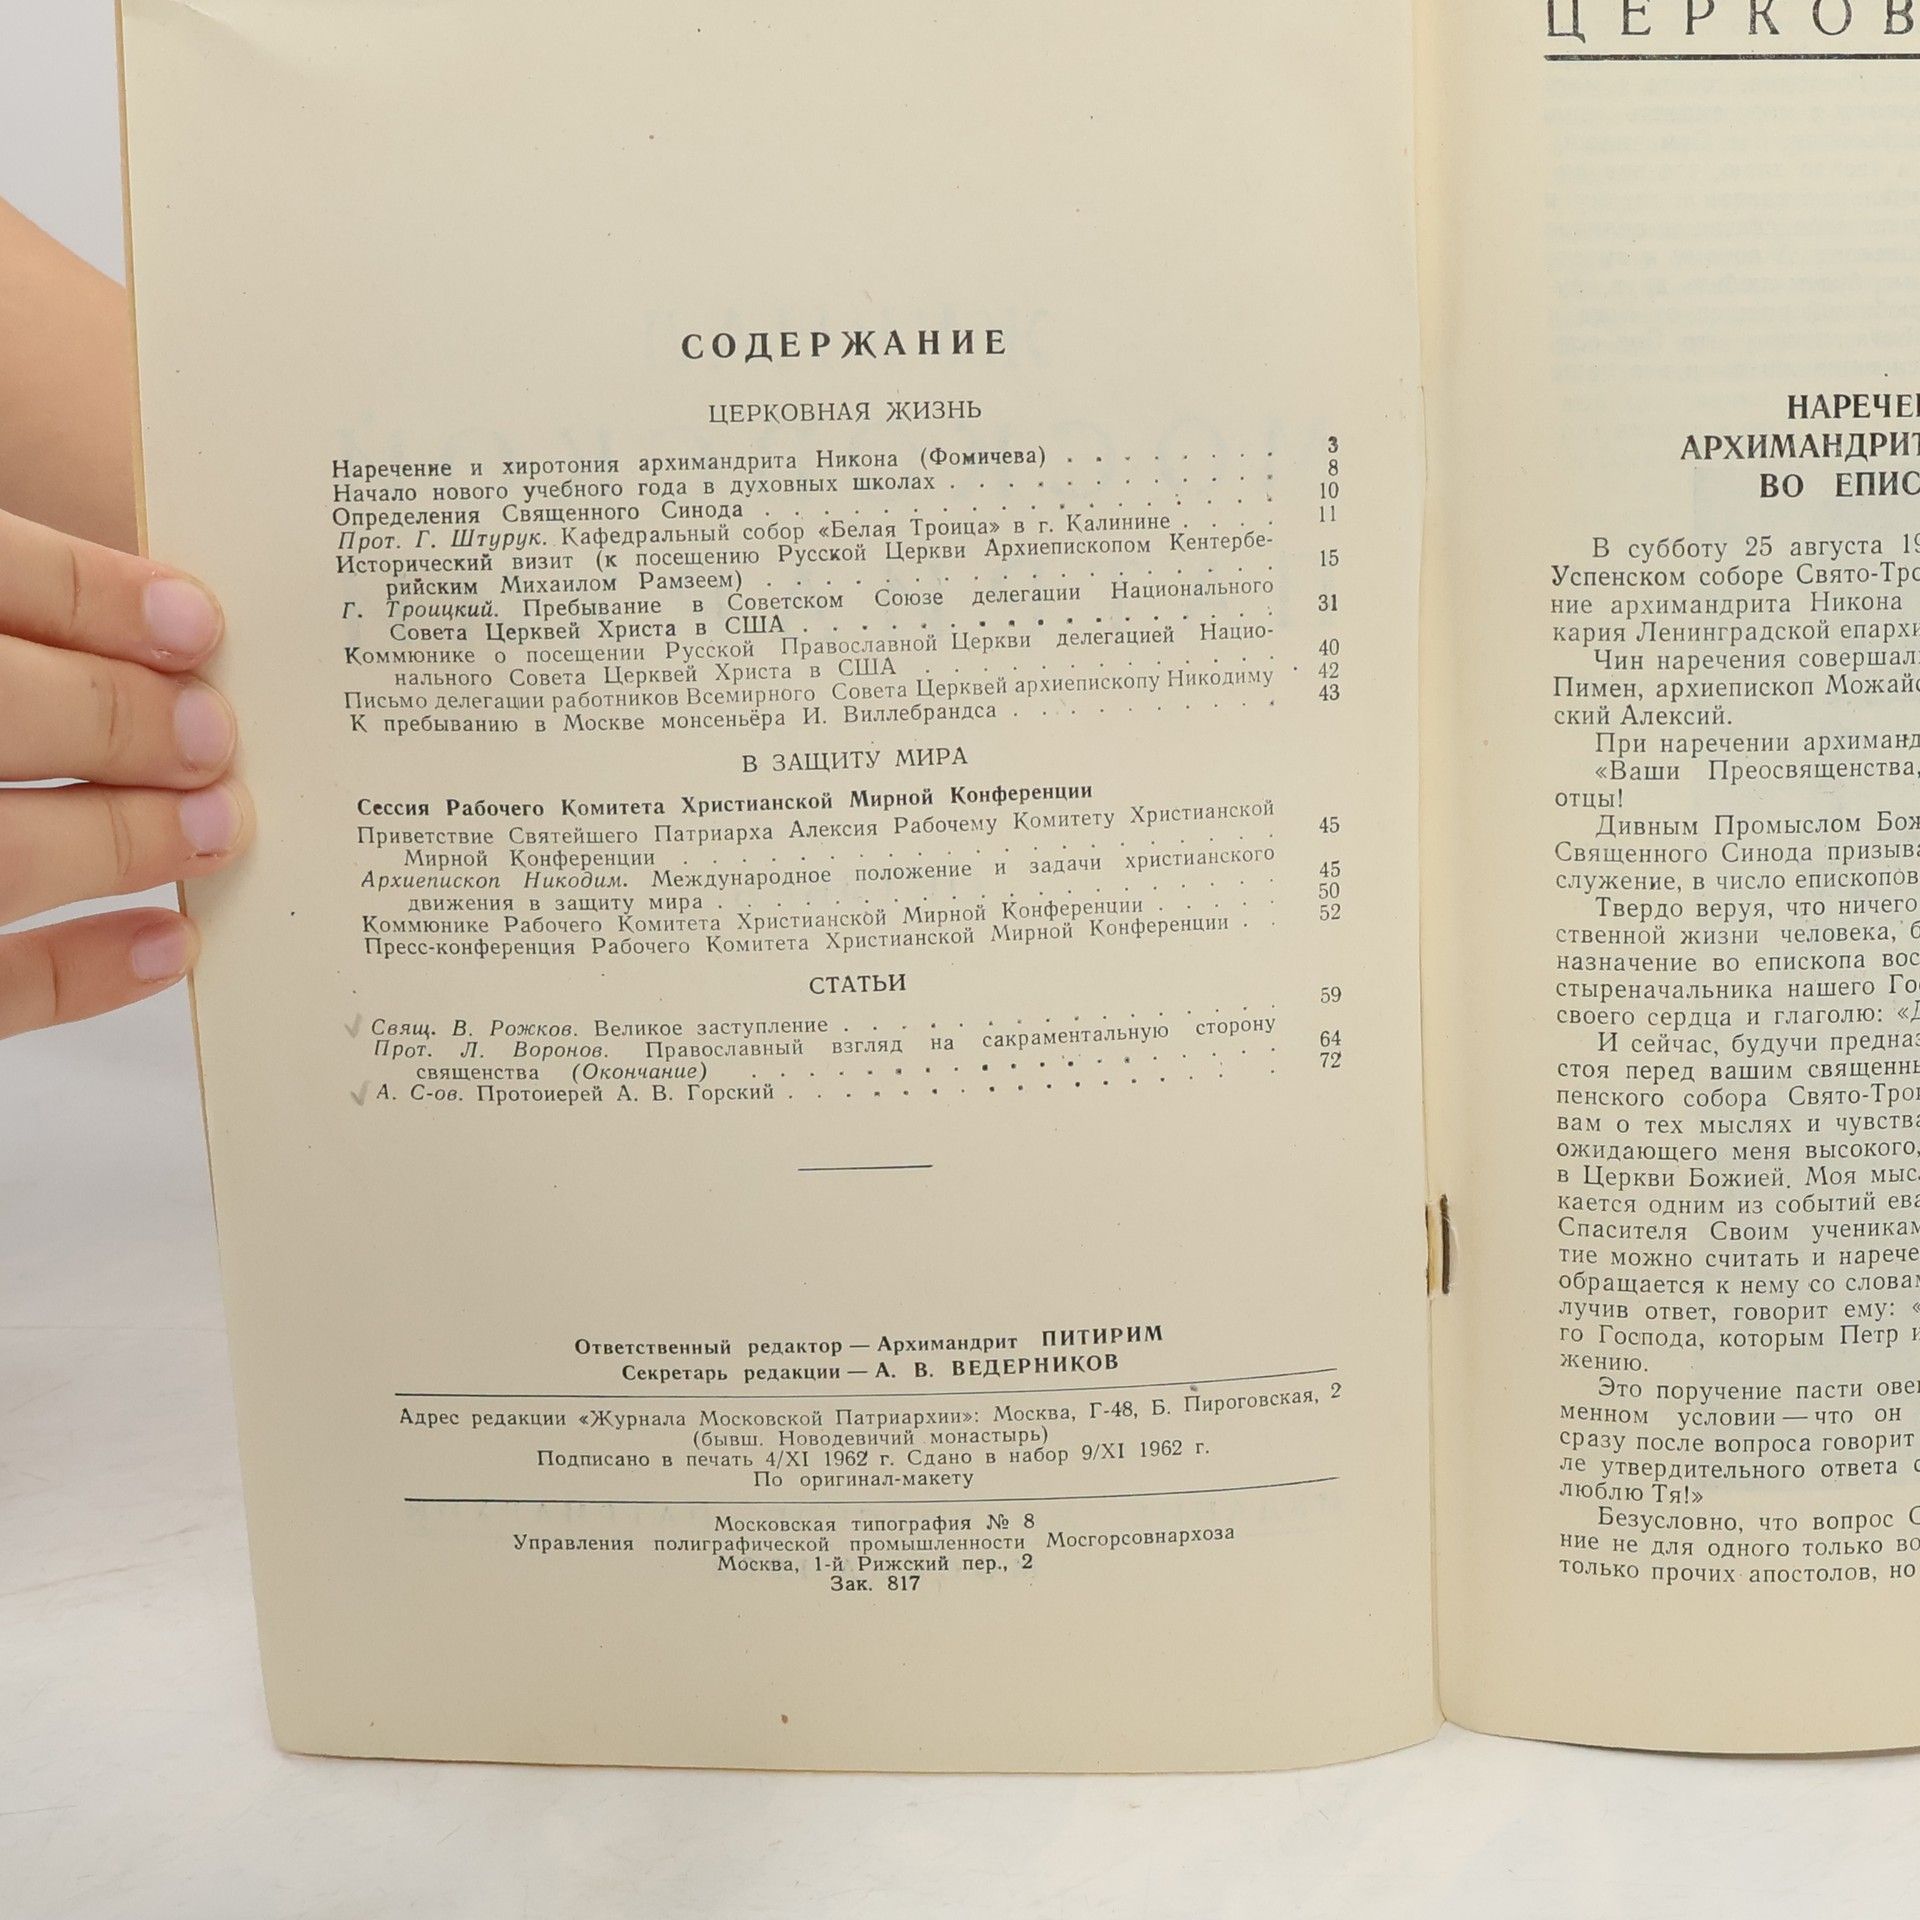 СОДЕРЖАНИЕ
ЦЕРКОВНАЯ ЖИЗНЬ
Наречение и хиротония архимандрита Никона (Фомичева) . . . . . . . 3
Начало нового учебного года в духовных школах . . . . . . . . . . . 8
Определения Священного Синода . . . . . . . . . . . . . . . . . . 10
Прот. Г. Штурук. Кафедральный собор «Белая Троица» в г. Калинине . . . . 11
Исторический визит (к посещению Русской Церкви Архиепископом Кентербе-
рийским Михаилом Рамзеем) . . . . . . . . . . . . . . . . . 15
Г. Троицкий. Пребывание в Советском Союзе делегации Национального
Совета Церквей Христа в США . . . . . . . . . . . . . . . . 31
Коммюнике о посещении Русской Православной Церкви делегацией Нацио-
нального Совета Церквей Христа в США . . . . . . . . . . . . 40
Письмо делегации работников Всемирного Совета Церквей архиепископу Никодиму . 42
К пребыванию в Москве монсеньёра И. Виллебрандса . . . . . . . . . . 43
В ЗАЩИТУ МИРА
Сессия Рабочего Комитета Христианской Мирной Конференции
Приветствие Святейшего Патриарха Алексия Рабочему Комитету Христианской
Мирной Конференции . . . . . . . . . . . . . . . . . . . . 45
Архиепископ Никодим. Международное положение и задачи христианского
движения в защиту мира . . . . . . . . . . . . . . . . . . . 45
Коммюнике Рабочего Комитета Христианской Мирной Конференции . . . . . 50
Пресс-конференция Рабочего Комитета Христианской Мирной Конференции . . 52
СТАТЬИ
Свящ. В. Рожков. Великое заступление . . . . . . . . . . . . . . . 59
Прот. Л. Воронов. Православный взгляд на сакраментальную сторону
священства (Окончание) . . . . . . . . . . . . . . . . . . 64
А. С-ов. Протоиерей А. В. Горский . . . . . . . . . . . . . . . . . 72
Ответственный редактор — Архимандрит ПИТИРИМ
Секретарь редакции — А. В. ВЕДЕРНИКОВ
Адрес редакции «Журнала Московской Патриархии»: Москва, Г-48, Б. Пироговская, 2
(бывш. Новодевичий монастырь)
Подписано в печать 4/XI 1962 г. Сдано в набор 9/XI 1962 г.
По оригинал-макету
Московская типография № 8
Управления полиграфической промышленности Мосгорсовнархоза
Москва, 1-й Рижский пер., 2
Зак. 817
ЦЕРКОВ
НАРЕЧЕ
АРХИМАНДРИТ
ВО ЕПИС
В субботу 25 августа 19
Успенском соборе Свято-Тро
ние архимандрита Никона
кария Ленинградской епархи
Чин наречения совершал
Пимен, архиепископ Можайс
ский Алексий.
При наречении архиманд
«Ваши Преосвященства,
отцы!
Дивным Промыслом Бож
Священного Синода призыва
служение, в число епископов
Твердо веруя, что ничего
ственной жизни человека, б
назначение во епископа вос
стыреначальника нашего Го
своего сердца и глаголю: «Д
И сейчас, будучи предназ
стоя перед вашим священны
пенского собора Свято-Трои
вам о тех мыслях и чувства
ожидающего меня высокого,
в Церкви Божией. Моя мыс
кается одним из событий ева
Спасителя Своим ученикам
тие можно считать и нарече
обращается к нему со словам
лучив ответ, говорит ему: «
го Господа, которым Петр и
жению.
Это поручение пасти овец
менном условии — что он
сразу после вопроса говорит
ле утвердительного ответа с
люблю Тя!»
Безусловно, что вопрос С
ние не для одного только во
только прочих апостолов, но